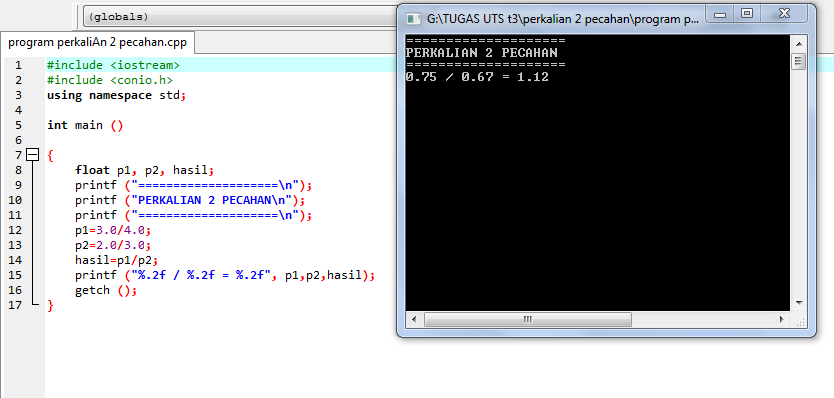 (globals)
program perkaliAn 2 pecahan.cpp
1 #include <iostream>
2 #include <conio.h>
3 using namespace std;
4
5 int main ()
6
7 {
8 float p1, p2, hasil;
9 printf ("====================\n");
10 printf ("PERKALIAN 2 PECAHAN\n");
11 printf ("====================\n");
12 p1=3.0/4.0;
13 p2=2.0/3.0;
14 hasil=p1/p2;
15 printf ("%.2f / %.2f = %.2f", p1,p2,hasil);
16 getch ();
17 }
G:\TUGAS UTS t3\perkalian 2 pecahan\program p...
====================
PERKALIAN 2 PECAHAN
====================
0.75 / 0.67 = 1.12